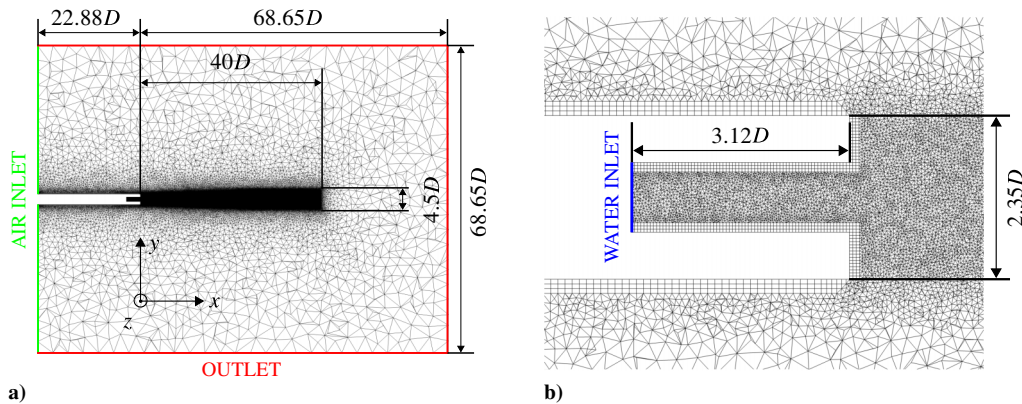 22.88D
68.65D
40D
4.5D
68.65D
AIR INLET
y
x
z
OUTLET
a)
3.12D
WATER INLET
2.35D
b)